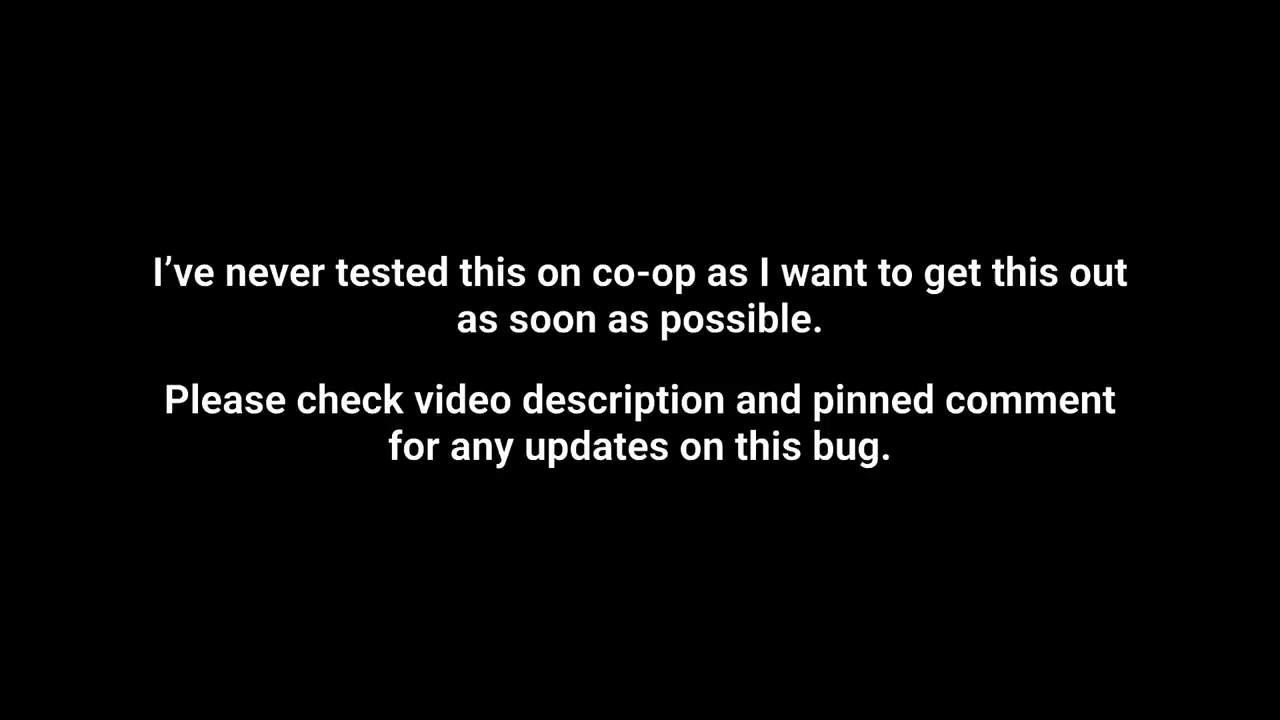 I’ve never tested this on co-op as I want to get this out
as soon as possible.
Please check video description and pinned comment
for any updates on this bug.